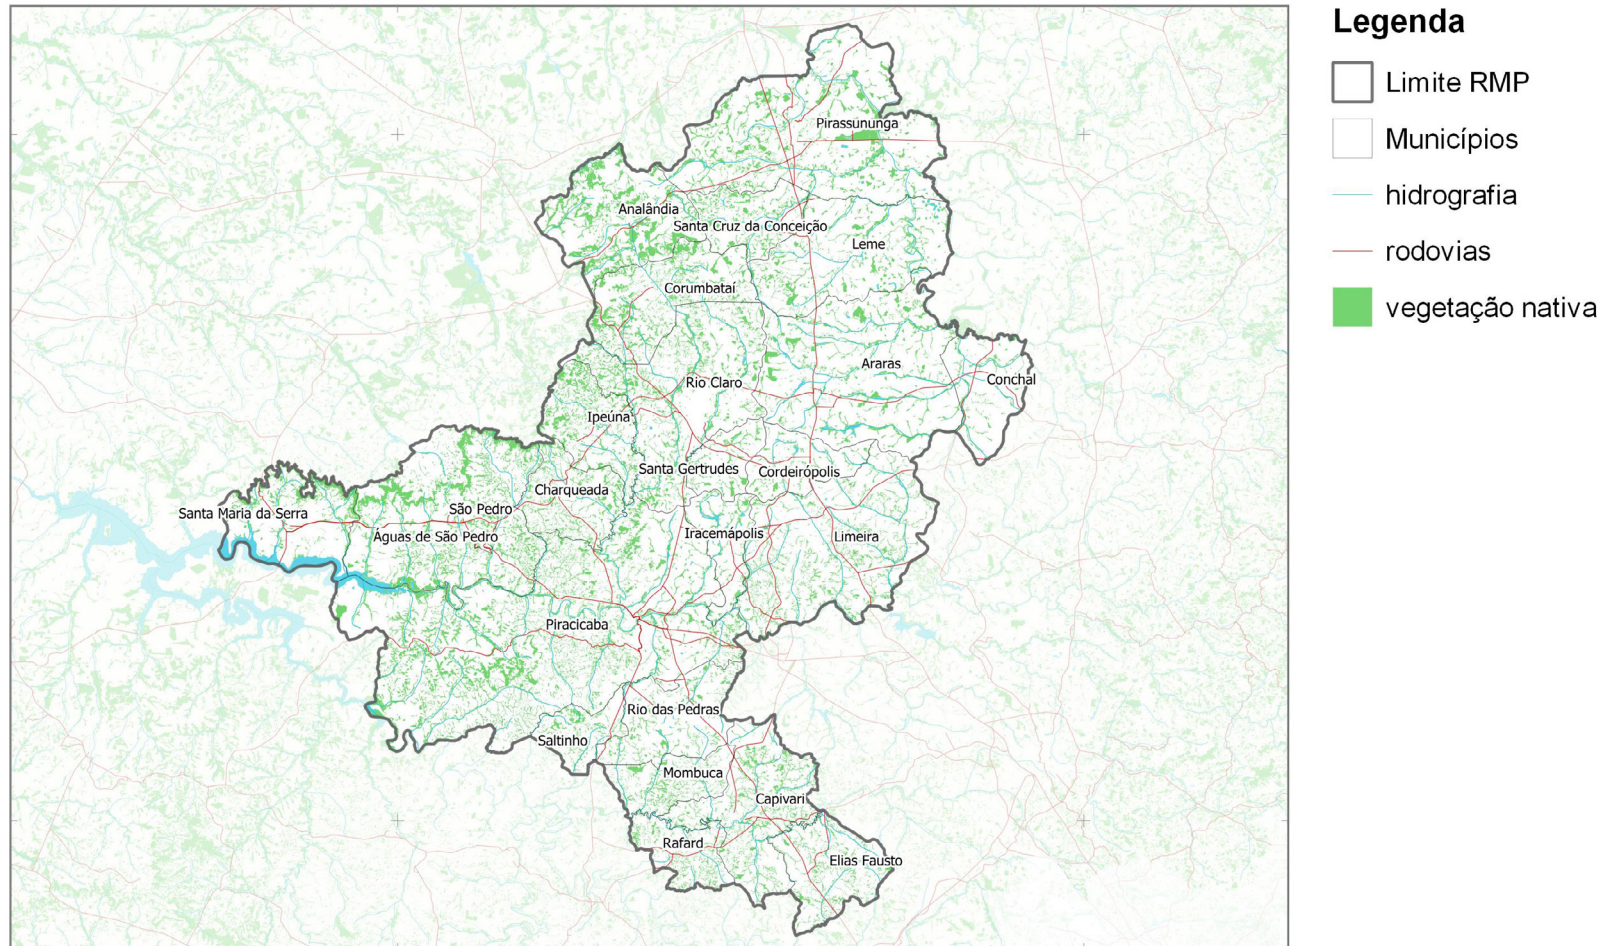 Legenda
Limite RMP
Municípios
hidrografia
rodovias
vegetação nativa
Pirassununga
Analândia
Santa Cruz da Conceição
Leme
Corumbataí
Araras
Rio Claro
Conchal
Ipeúna
Santa Gertrudes
Cordeirópolis
Charqueada
São Pedro
Santa Maria da Serra
Águas de São Pedro
Iracemápolis
Limeira
Piracicaba
Rio das Pedras
Saltinho
Mombuca
Capivari
Rafard
Elias Fausto